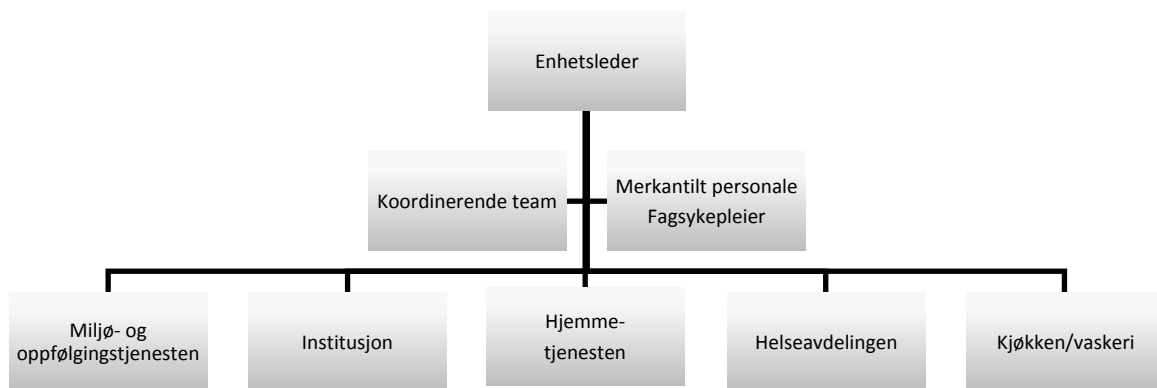 Enhetsleder
Koordinerende team
Merkantilt personale
Fagsykepleier
Miljø- og
oppfølgingstjenesten
Institusjon
Hjemme-
tjenesten
Helseavdelingen
Kjøkken/vaskeri